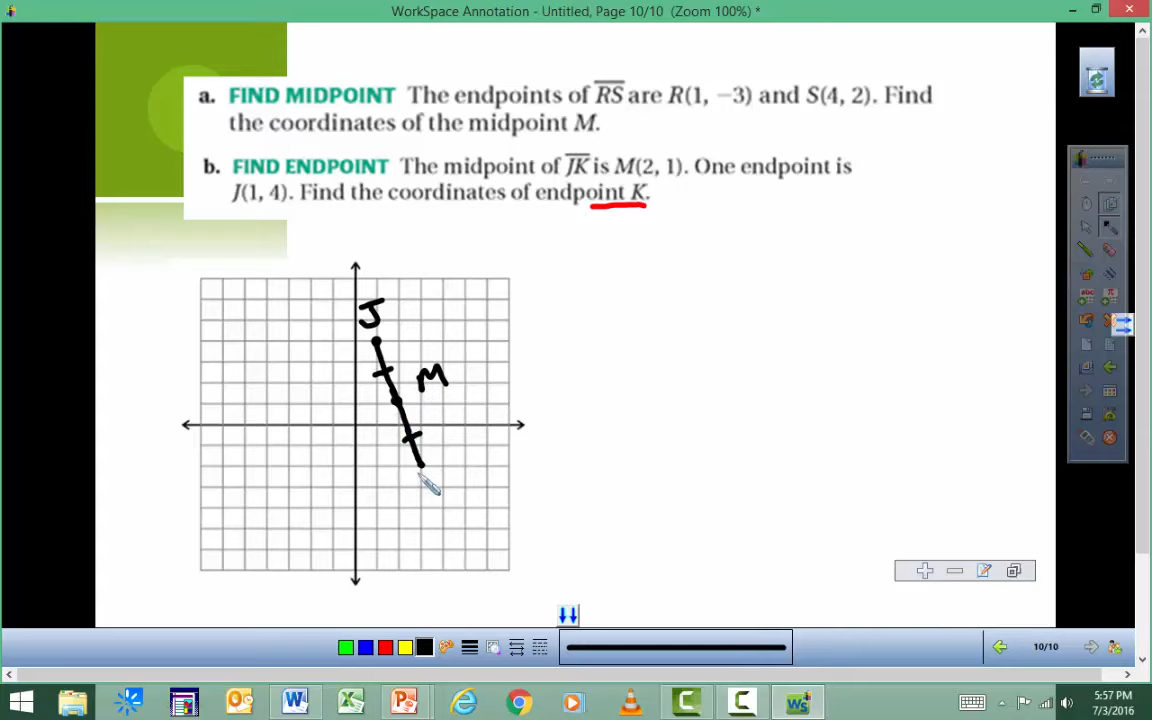 WorkSpace Annotation - Untitled, Page 10/10 (Zoom 100%) *
a. FIND MIDPOINT The endpoints of RS are R(1, −3) and S(4, 2). Find
the coordinates of the midpoint M.
b. FIND ENDPOINT The midpoint of JK is M(2, 1). One endpoint is
J(1, 4). Find the coordinates of endpoint K.
J
M
10/10
5:57 PM
7/3/2016